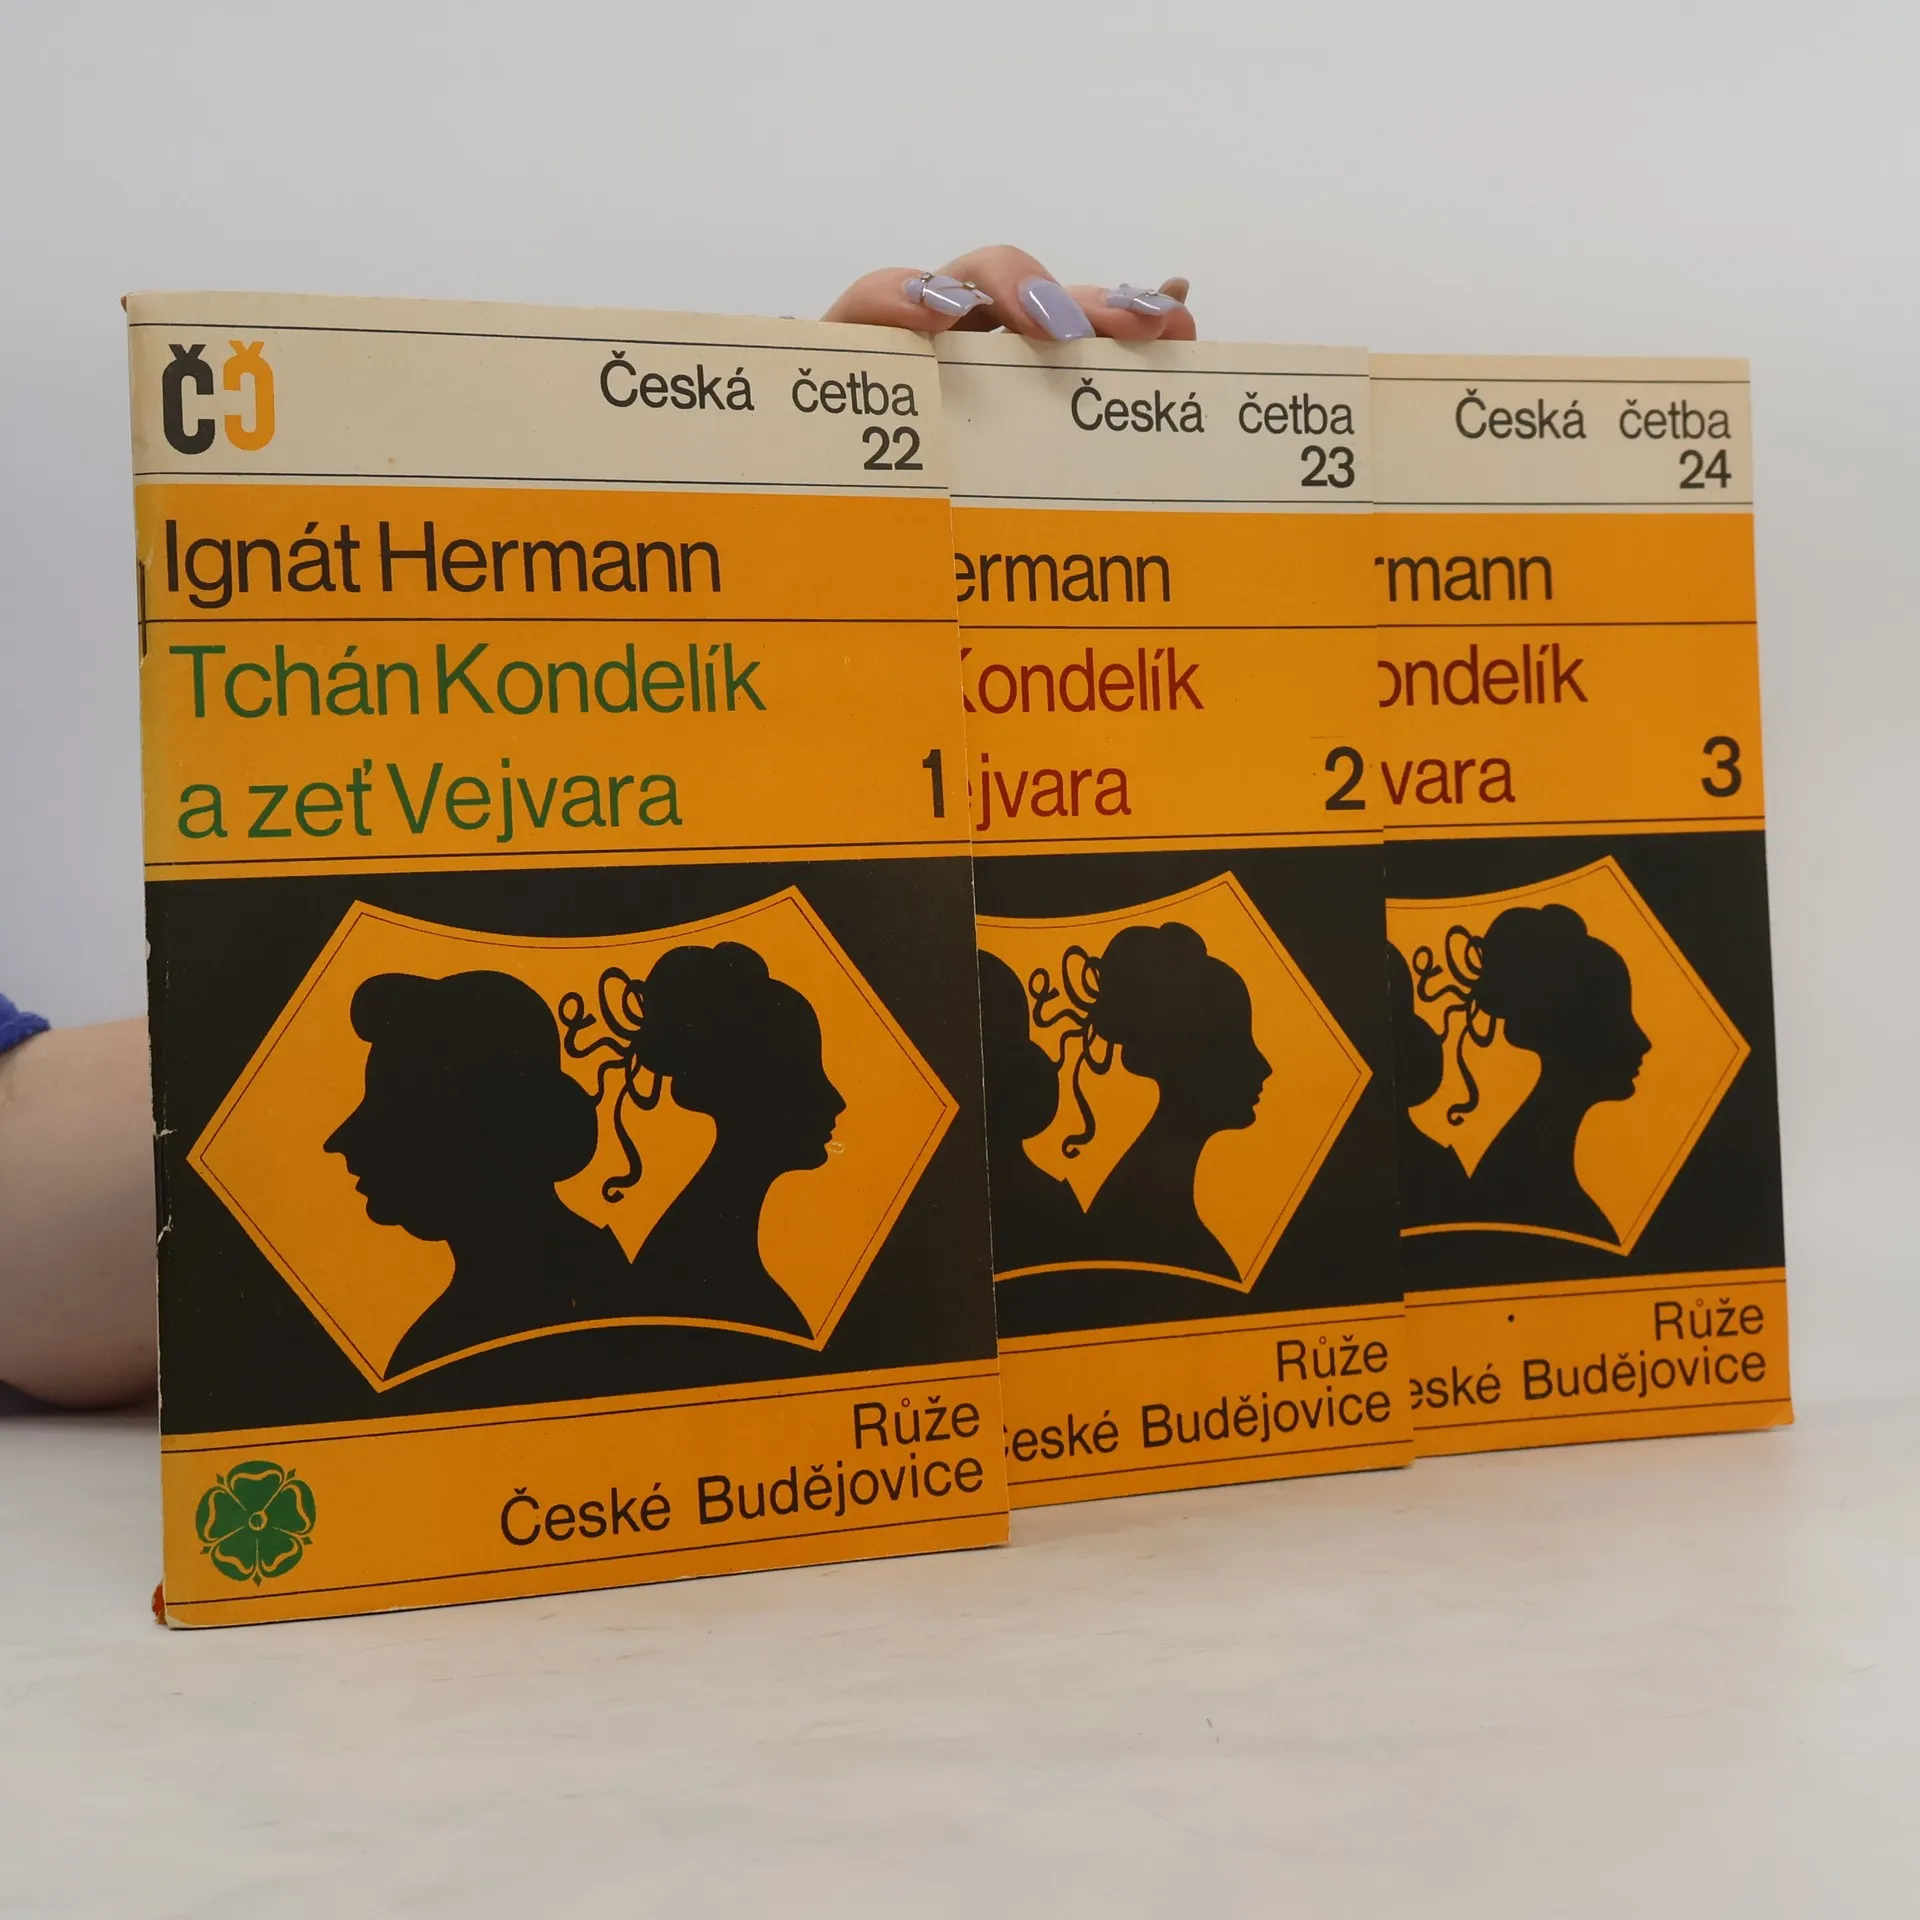 ČČ
Česká četba
22
Ignát Hermann
Tchán Kondelík
a zeť Vejvara 1
Růže
České Budějovice
Česká četba
23
ermann
Kondelík
jvara 2
Růže
České Budějovice
Česká četba
24
rmann
ondelík
vara 3
Růže
eské Budějovice